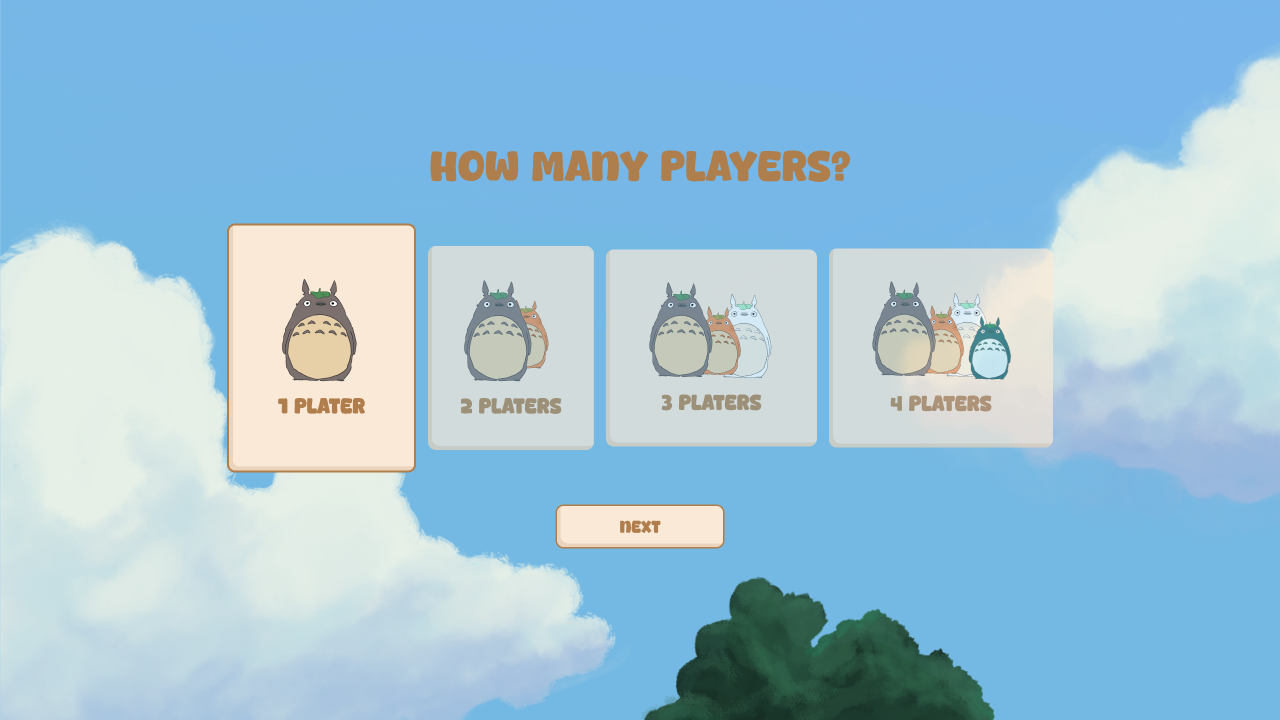 HOW MANY PLAYERS?
1 PLATER
2 PLATERS
3 PLATERS
4 PLATERS
NEXT